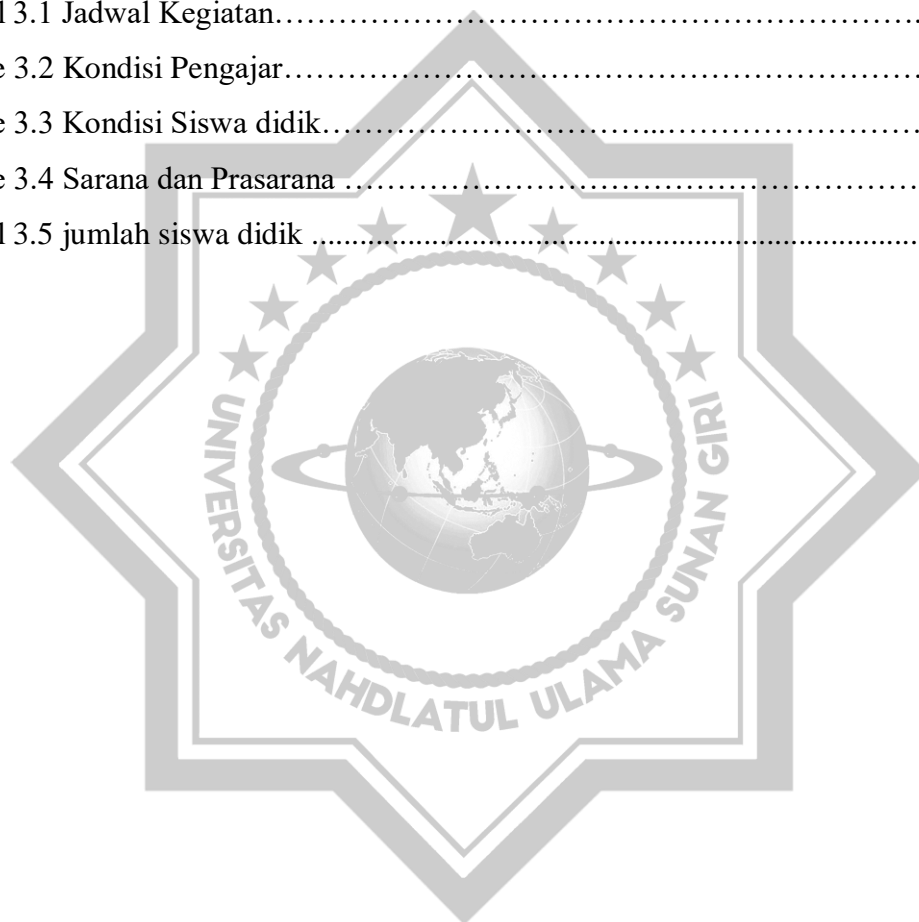 l 3.1 Jadwal Kegiatan……………………………………………………………….
e 3.2 Kondisi Pengajar……………………………………………………………….
e 3.3 Kondisi Siswa didik……………………………...……………………….
e 3.4 Sarana dan Prasarana ……………………………………………………….
l 3.5 jumlah siswa didik ...................................................................................
UNIVERSITAS NAHDLATUL ULAMA SUNAN GIRI